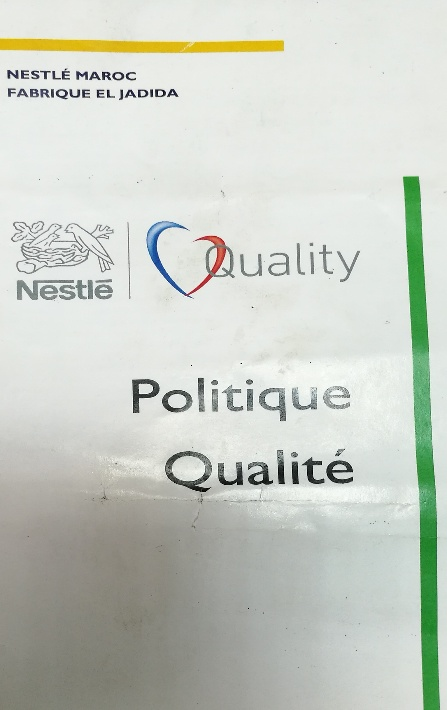 NESTLÉ MAROC
FABRIQUE EL JADIDA
Nestlé
Quality
Politique
Qualité